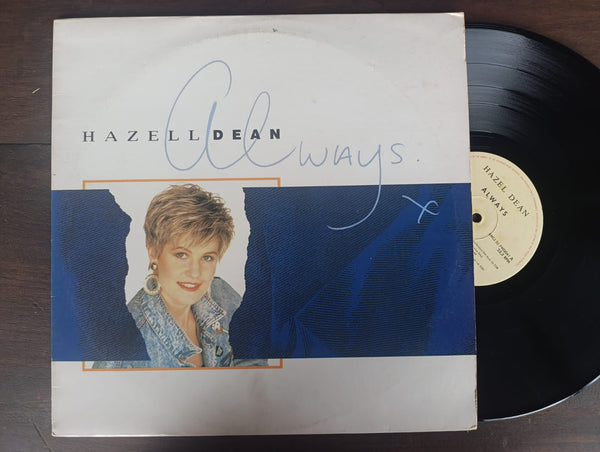 HAZELL DEAN
Always.
x
HAZEL DEAN
ALWAYS